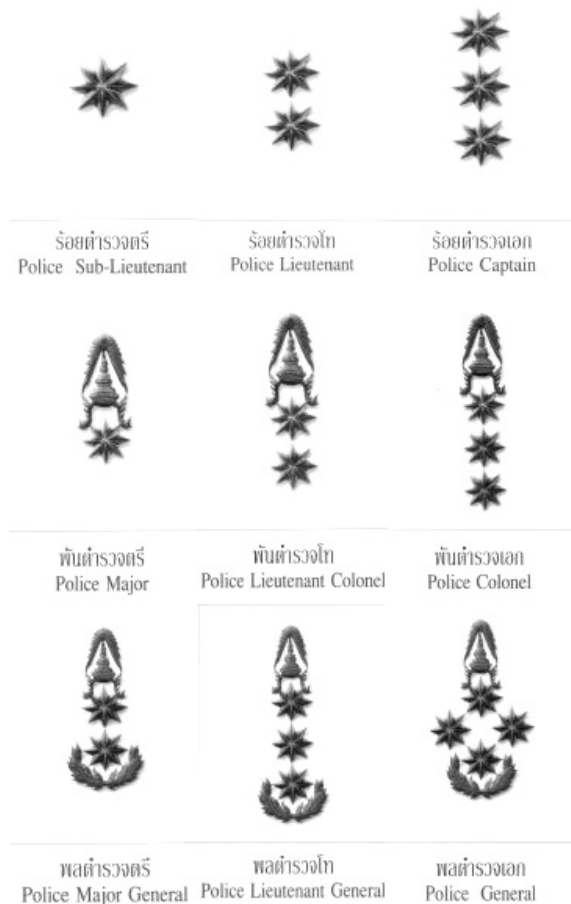 ร้อยตำรวจตรี
Police Sub-Lieutenant
ร้อยตำรวจโท
Police Lieutenant
ร้อยตำรวจเอก
Police Captain
พันตำรวจตรี
Police Major
พันตำรวจโท
Police Lieutenant Colonel
พันตำรวจเอก
Police Colonel
พลตำรวจตรี
Police Major General
พลตำรวจโท
Police Lieutenant General
พลตำรวจเอก
Police General